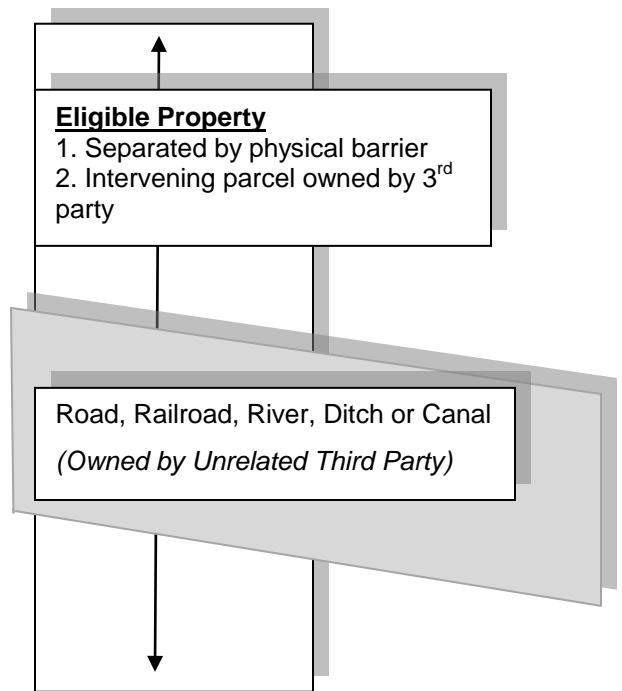 Eligible Property
1. Separated by physical barrier
2. Intervening parcel owned by 3rd
party
Road, Railroad, River, Ditch or Canal
(Owned by Unrelated Third Party)